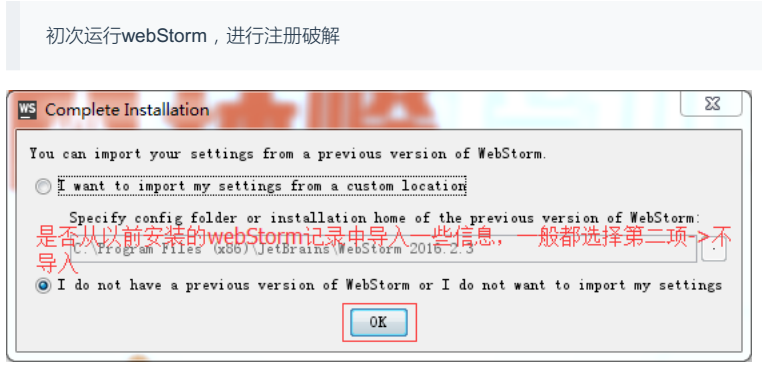 初次运行webStorm，进行注册破解
WS Complete Installation
You can import your settings from a previous version of WebStorm.
I want to import my settings from a custom location
Specify config folder or installation home of the previous version of WebStorm:
是否从以前安装的webStorm记录中导入一些信息，一般都选择第二项->不
导入
C:\Program Files (x86)\JetBrains\WebStorm 2016.2.3
I do not have a previous version of WebStorm or I do not want to import my settings
OK